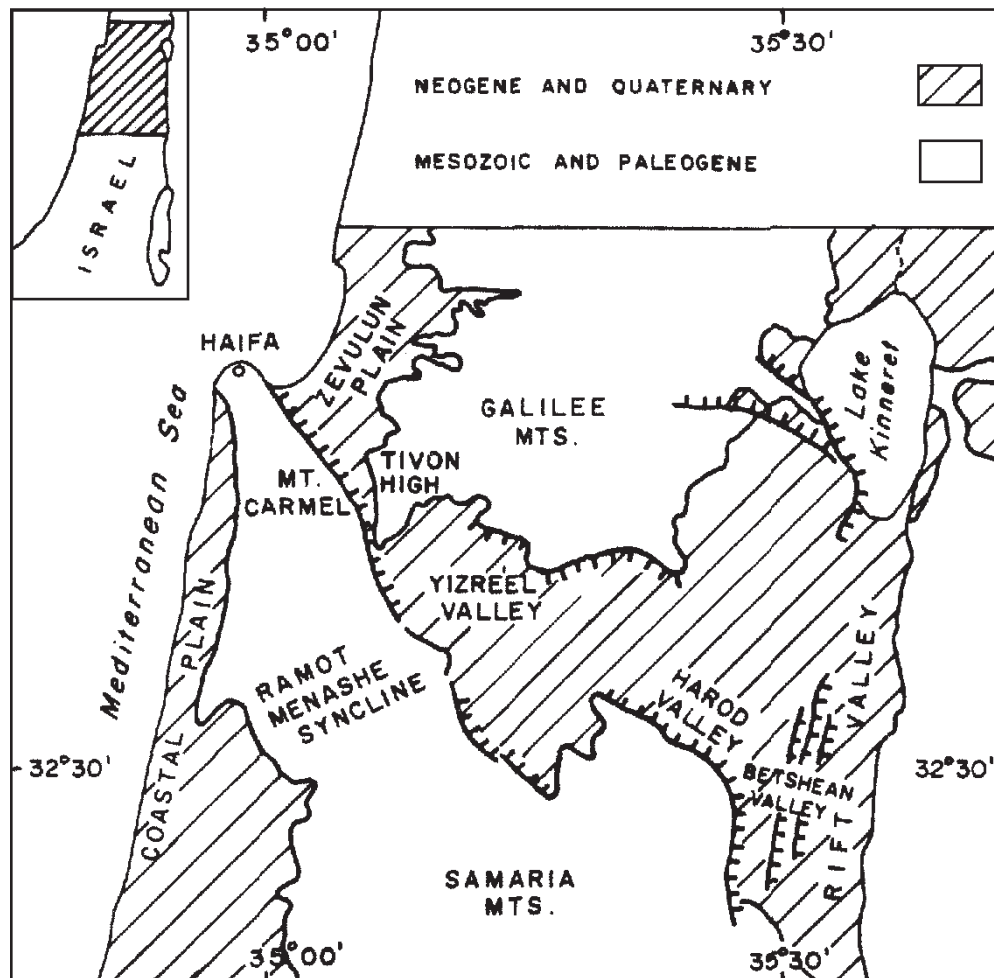 35°00'
35°30'
NEOGENE AND QUATERNARY
MESOZOIC AND PALEOGENE
ISRAEL
HAIFA
ZEVULUN
PLAIN
Lake
Kinneret
GALILEE
MTS.
Mediterranean Sea
TIVON
HIGH
MT.
CARMEL
YIZREEL
VALLEY
COASTAL PLAIN
RAMOT
MENASHE
SYNCLINE
HAROD
VALLEY
RIFT VALLEY
32°30'
32°30'
BETSHEAN
VALLEY
SAMARIA
MTS.
35°00'
35°30'